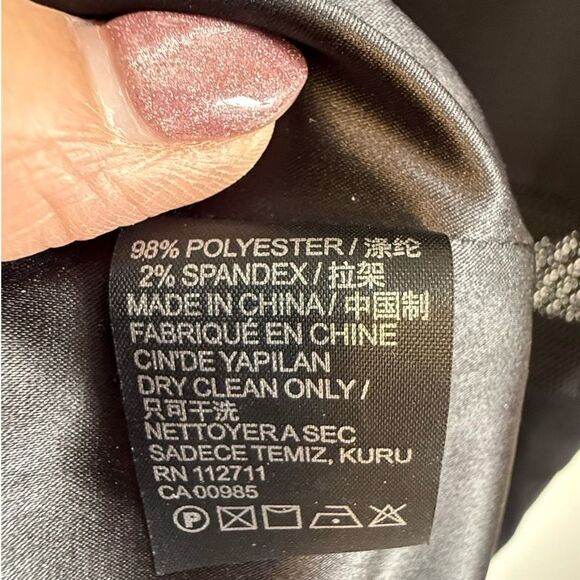 98% POLYESTER / 涤纶
2% SPANDEX / 拉架
MADE IN CHINA / 中国制
FABRIQUÉ EN CHINE
CIN'DE YAPILAN
DRY CLEAN ONLY /
只可干洗
NETTOYER A SEC
SADECE TEMIZ, KURU
RN 112711
CA 00985
P